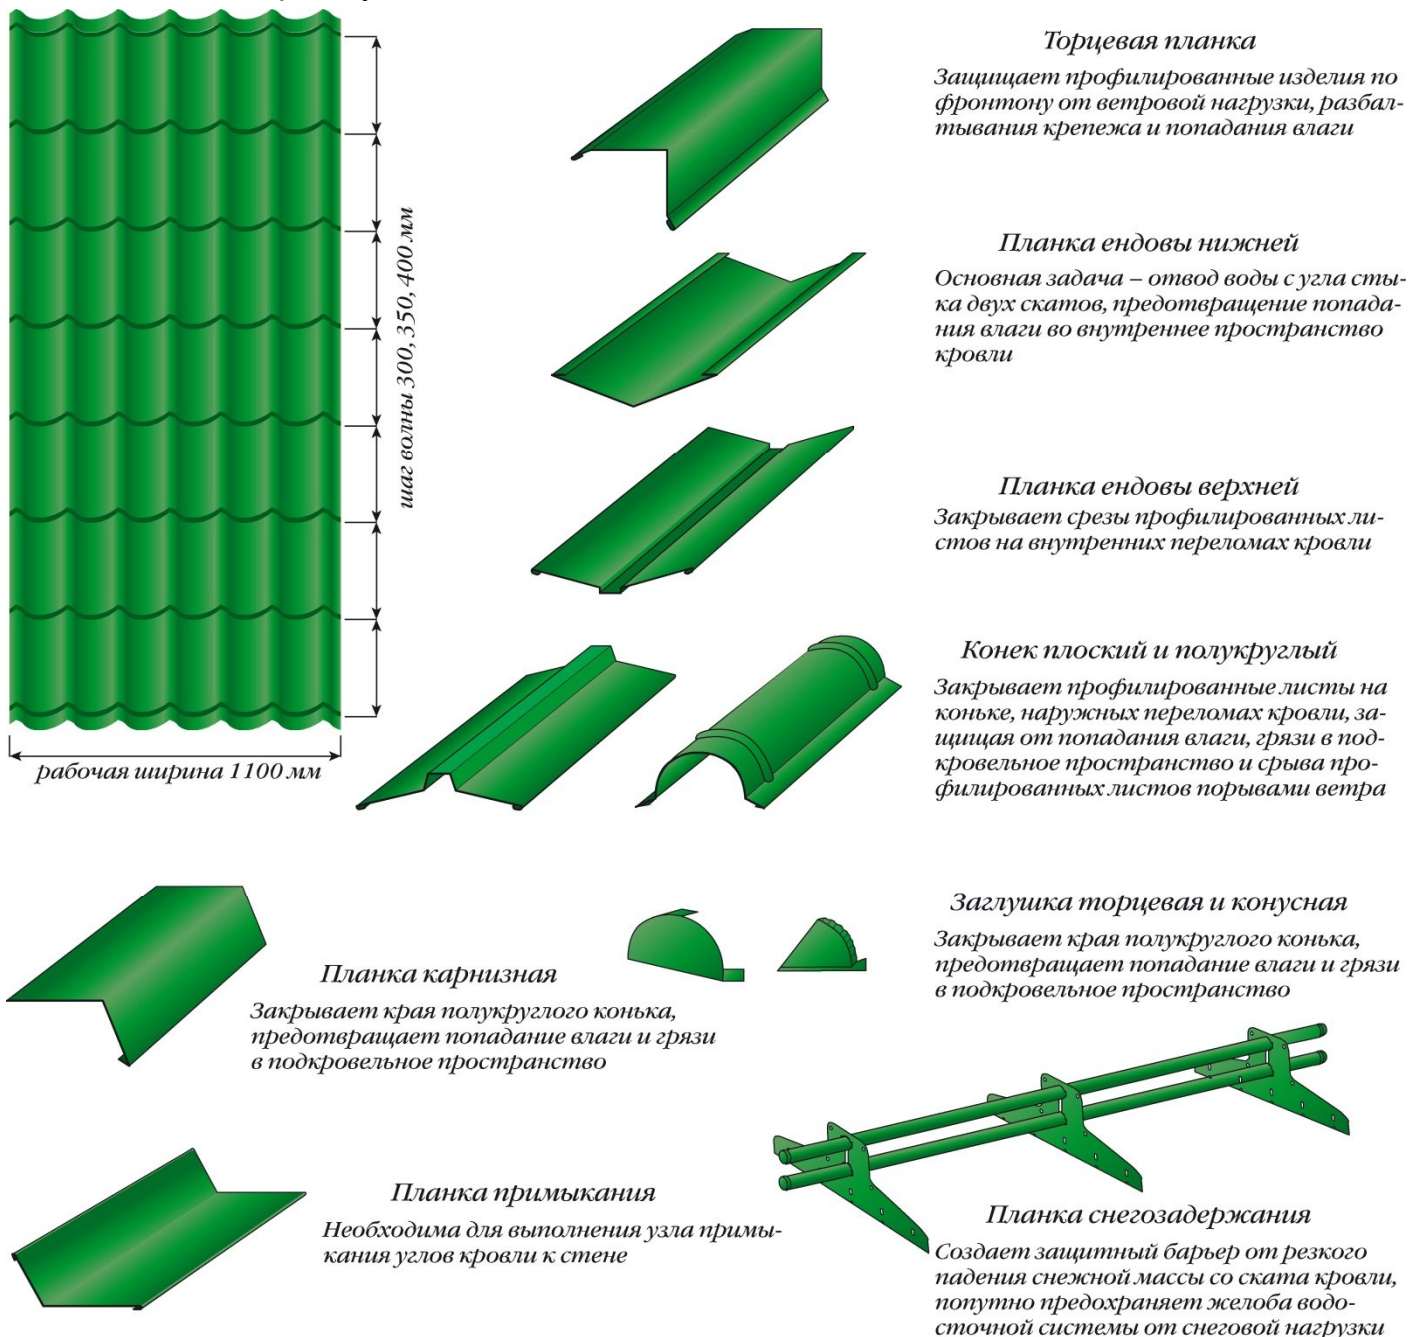 Торцевая планка
Защищает профилированные изделия по
фронтону от ветровой нагрузки, разбал-
тывания крепежа и попадания влаги
Планка ендовы нижней
Основная задача – отвод воды с угла сты-
ка двух скатов, предотвращение попада-
ния влаги во внутреннее пространство
кровли
шаг волны 300, 350, 400 мм
Планка ендовы верхней
Закрывает срезы профилированных ли-
стов на внутренних переломах кровли
рабочая ширина 1100 мм
Конек плоский и полукруглый
Закрывает профилированные листы на
коньке, наружных переломах кровли, за-
щищая от попадания влаги, грязи в под-
кровельное пространство и срыва про-
филированных листов порывами ветра
Заглушка торцевая и конусная
Закрывает края полукруглого конька,
предотвращает попадание влаги и грязи
в подкровельное пространство
Планка карнизная
Закрывает края полукруглого конька,
предотвращает попадание влаги и грязи
в подкровельное пространство
Планка примыкания
Необходима для выполнения узла примы-
кания углов кровли к стене
Планка снегозадержания
Создает защитный барьер от резкого
падения снежной массы со ската кровли,
попутно предохраняет желоба водо-
сточной системы от снеговой нагрузки